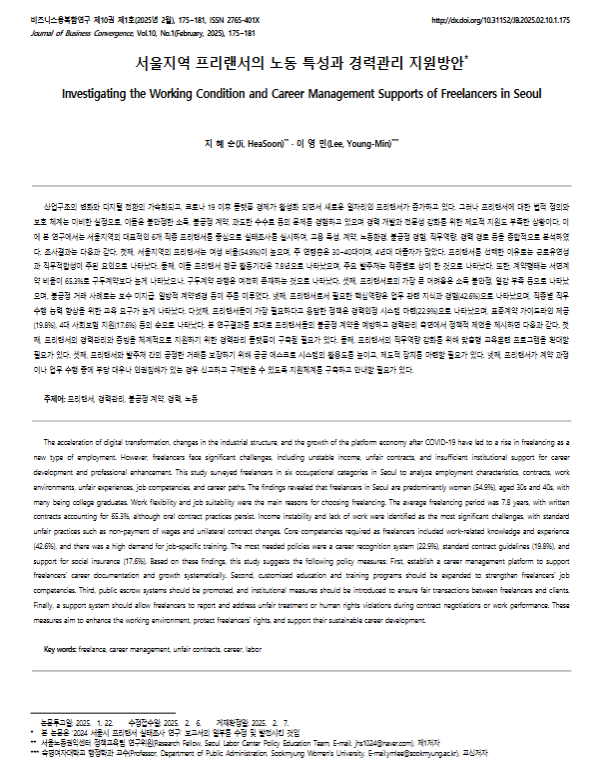 비즈니스융복합연구 제10권 제1호(2025년 2월), 175-181, ISSN 2765-401X
http://dx.doi.org/10.31152/JB.2025.02.10.1.175
Journal of Business Convergence, Vol.10, No.1(February, 2025), 175-181
서울지역 프리랜서의 노동 특성과 경력관리 지원방안*
Investigating the Working Condition and Career Management Supports of Freelancers in Seoul
지 혜 순(Ji, HeaSoon)** · 이 영 민(Lee, Young-Min)***
산업구조의 변화와 디지털 전환의 가속화되고, 코로나 19 이후 플랫폼 경제가 활성화 되면서 새로운 일자리인 프리랜서가 증가하고 있다. 그러나 프리랜서에 대한 법적 정의와
보호 체계는 미비한 실정으로, 이들은 불안정한 소득, 불공정 계약, 과도한 수수료 등의 문제를 경험하고 있으며 경력 개발과 전문성 강화를 위한 제도적 지원도 부족한 상황이다. 이
에 본 연구에서는 서울지역의 대표적인 6개 직종 프리랜서를 중심으로 실태조사를 실시하여, 고용 특성, 계약, 노동환경, 불공정 경험, 직무역량, 경력 경로 등을 종합적으로 분석하였
다. 조사결과는 다음과 같다. 첫째, 서울지역의 프리랜서는 여성 비율(54.9%)이 높으며, 주 연령층은 30~40대이며, 4년대 대졸자가 많았다. 프리랜서를 선택한 이유로는 근로유연성
과 직무적합성이 주된 요인으로 나타났다. 둘째, 이들 프리랜서 평균 활동기간은 7.8년으로 나타났으며, 주요 발주처는 직종별로 상이 한 것으로 나타났다. 또한, 계약형태는 서면계
약 비율이 65.3%로 구두계약보다 높게 나타났으나, 구두계약 관행은 여전히 존재하는 것으로 나타났다. 셋째, 프리랜서로의 가장 큰 어려움은 소득 불안정, 일감 부족 등으로 나타났
으며, 불공정 거래 사례로는 보수 미지급, 일방적 계약변경 등이 주를 이루었다. 넷째, 프리랜서로서 필요한 핵심역량은 업무 관련 지식과 경험(42.6%)으로 나타났으며, 직종별 직무
수행 능력 향상을 위한 교육 요구가 높게 나타났다. 다섯째, 프리랜서들이 가장 필요하다고 응답한 정책은 경력인정 시스템 마련(22.9%)으로 나타났으며, 표준계약 가이드라인 제공
(19.8%), 4대 사회보험 지원(17.6%) 등의 순으로 나타났다. 본 연구결과를 토대로 프리랜서들의 불공정 계약을 예방하고 경력관리 측면에서 정책적 제언을 제시하면 다음과 같다. 첫
째, 프리랜서의 경력관리와 증빙을 체계적으로 지원하기 위한 경력관리 플랫폼이 구축될 필요가 있다. 둘째, 프리랜서의 직무역량 강화를 위해 맞춤형 교육훈련 프로그램을 확대할
필요가 있다. 셋째, 프리랜서와 발주처 간의 공정한 거래를 보장하기 위해 공공 에스크로 시스템의 활용도를 높이고, 제도적 장치를 마련할 필요가 있다. 넷째, 프리랜서가 계약 과정
이나 업무 수행 중에 부당 대우나 인권침해가 있는 경우 신고하고 구제받을 수 있도록 지원체계를 구축하고 안내할 필요가 있다.
주제어: 프리랜서, 경력관리, 불공정 계약, 경력, 노동
The acceleration of digital transformation, changes in the industrial structure, and the growth of the platform economy after COVID-19 have led to a rise in freelancing as a
new type of employment. However, freelancers face significant challenges, including unstable income, unfair contracts, and insufficient institutional support for career
development and professional enhancement. This study surveyed freelancers in six occupational categories in Seoul to analyze employment characteristics, contracts, work
environments, unfair experiences, job competencies, and career paths. The findings revealed that freelancers in Seoul are predominantly women (54.9%), aged 30s and 40s, with
many being college graduates. Work flexibility and job suitability were the main reasons for choosing freelancing. The average freelancing period was 7.8 years, with written
contracts accounting for 65.3%, although oral contract practices persist. Income instability and lack of work were identified as the most significant challenges, with standard
unfair practices such as non-payment of wages and unilateral contract changes. Core competencies required as freelancers included work-related knowledge and experience
(42.6%), and there was a high demand for job-specific training. The most needed policies were a career recognition system (22.9%), standard contract guidelines (19.8%), and
support for social insurance (17.6%). Based on these findings, this study suggests the following policy measures: First, establish a career management platform to support
freelancers' career documentation and growth systematically. Second, customized education and training programs should be expanded to strengthen freelancers' job
competencies. Third, public escrow systems should be promoted, and institutional measures should be introduced to ensure fair transactions between freelancers and clients.
Finally, a support system should allow freelancers to report and address unfair treatment or human rights violations during contract negotiations or work performance. These
measures aim to enhance the working environment, protect freelancers' rights, and support their sustainable career development.
Key words: freelance, career management, unfair contracts, career, labor
논문투고일: 2025. 1. 22. 수정접수일: 2025. 2. 6. 게재확정일: 2025. 2. 7.
* 본 논문은 '2024 서울시 프리랜서 실태조사 연구' 보고서의 일부를 수정 및 발전시킨 것임
** 서울노동권익센터 정책교육팀 연구위원(Research Fellow, Seoul Labor Center Policy Education Team, E-mail: jhs1024@naver.com), 제1저자
*** 숙명여자대학교 행정학과 교수(Professor, Department of Public Administration, Sookmyung Women's University, E-mail:ymlee@sookmyung.ac.kr), 교신저자